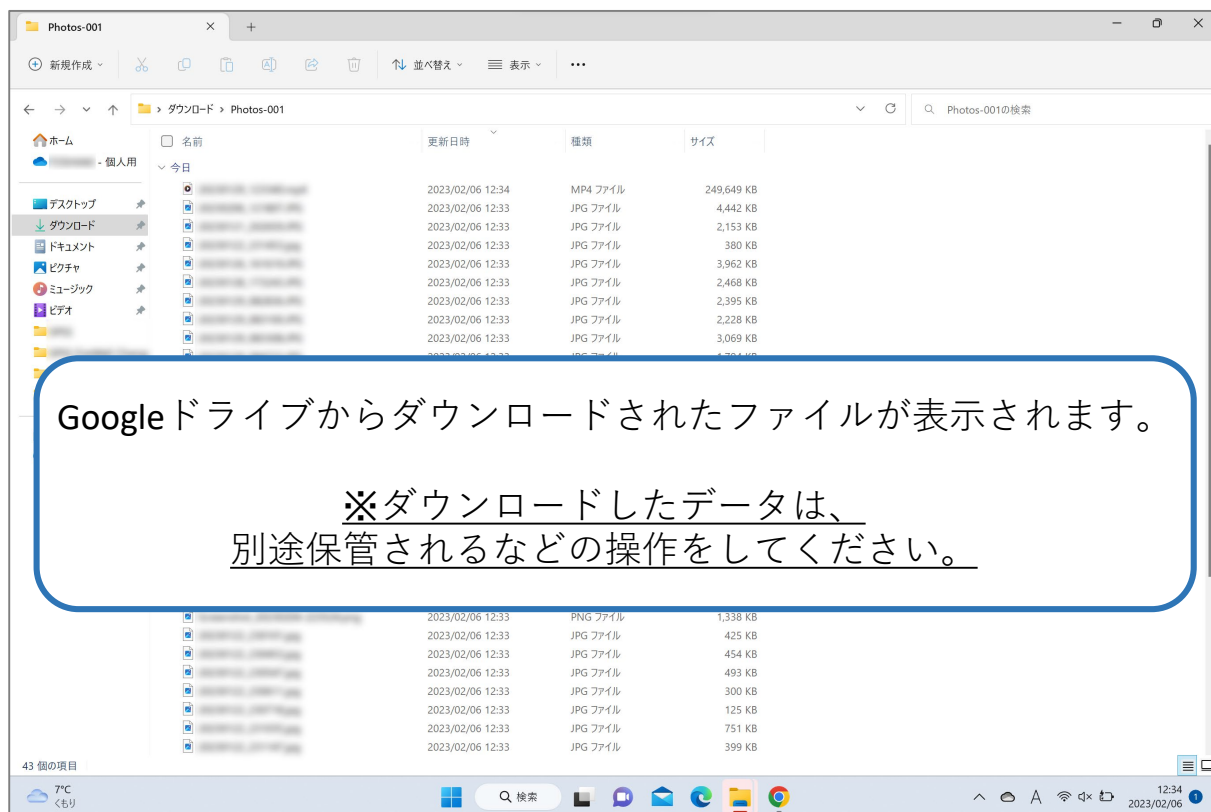 Photos-001
新規作成
並べ替え
表示
ダウンロード > Photos-001
Photos-001の検索
ホーム
- 個人用
デスクトップ
ダウンロード
ドキュメント
ピクチャ
ミュージック
ビデオ
名前 更新日時 種類 サイズ
今日
2023/02/06 12:34 MP4 ファイル 249,649 KB
2023/02/06 12:33 JPG ファイル 4,442 KB
2023/02/06 12:33 JPG ファイル 2,153 KB
2023/02/06 12:33 JPG ファイル 380 KB
2023/02/06 12:33 JPG ファイル 3,962 KB
2023/02/06 12:33 JPG ファイル 2,468 KB
2023/02/06 12:33 JPG ファイル 2,395 KB
2023/02/06 12:33 JPG ファイル 2,228 KB
2023/02/06 12:33 JPG ファイル 3,069 KB
Googleドライブからダウンロードされたファイルが表示されます。
※ダウンロードしたデータは、
別途保管されるなどの操作をしてください。
2023/02/06 12:33 PNG ファイル 1,338 KB
2023/02/06 12:33 JPG ファイル 425 KB
2023/02/06 12:33 JPG ファイル 454 KB
2023/02/06 12:33 JPG ファイル 493 KB
2023/02/06 12:33 JPG ファイル 300 KB
2023/02/06 12:33 JPG ファイル 125 KB
2023/02/06 12:33 JPG ファイル 751 KB
2023/02/06 12:33 JPG ファイル 399 KB
43 個の項目
7°C
くもり
検索
A
12:34
2023/02/06
1